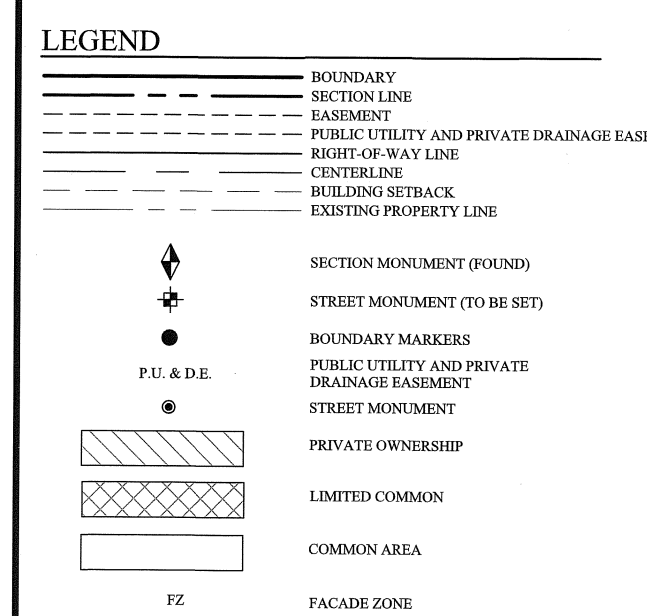 LEGEND
BOUNDARY
SECTION LINE
EASEMENT
PUBLIC UTILITY AND PRIVATE DRAINAGE EASE
RIGHT-OF-WAY LINE
CENTERLINE
BUILDING SETBACK
EXISTING PROPERTY LINE
SECTION MONUMENT (FOUND)
STREET MONUMENT (TO BE SET)
BOUNDARY MARKERS
P.U. & D.E. PUBLIC UTILITY AND PRIVATE
DRAINAGE EASEMENT
STREET MONUMENT
PRIVATE OWNERSHIP
LIMITED COMMON
COMMON AREA
FZ FACADE ZONE